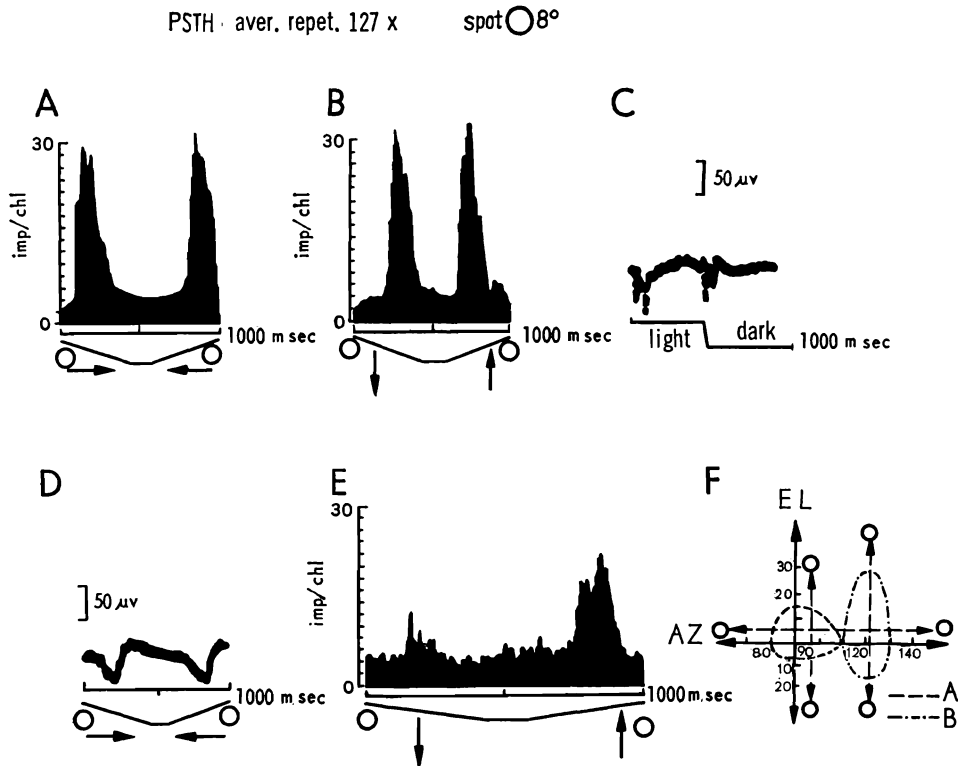 PSTH · aver. repet. 127 x spot 8°
A
B
C
30
imp/chl
0
1000 m sec
30
imp/chl
0
1000 m sec
50 µv
light dark 1000 m sec
D
E
F
50 µv
1000 m sec
30
imp/chl
0
1000 m sec
EL
30
20
AZ
80 90 120 140
10
20
A
B